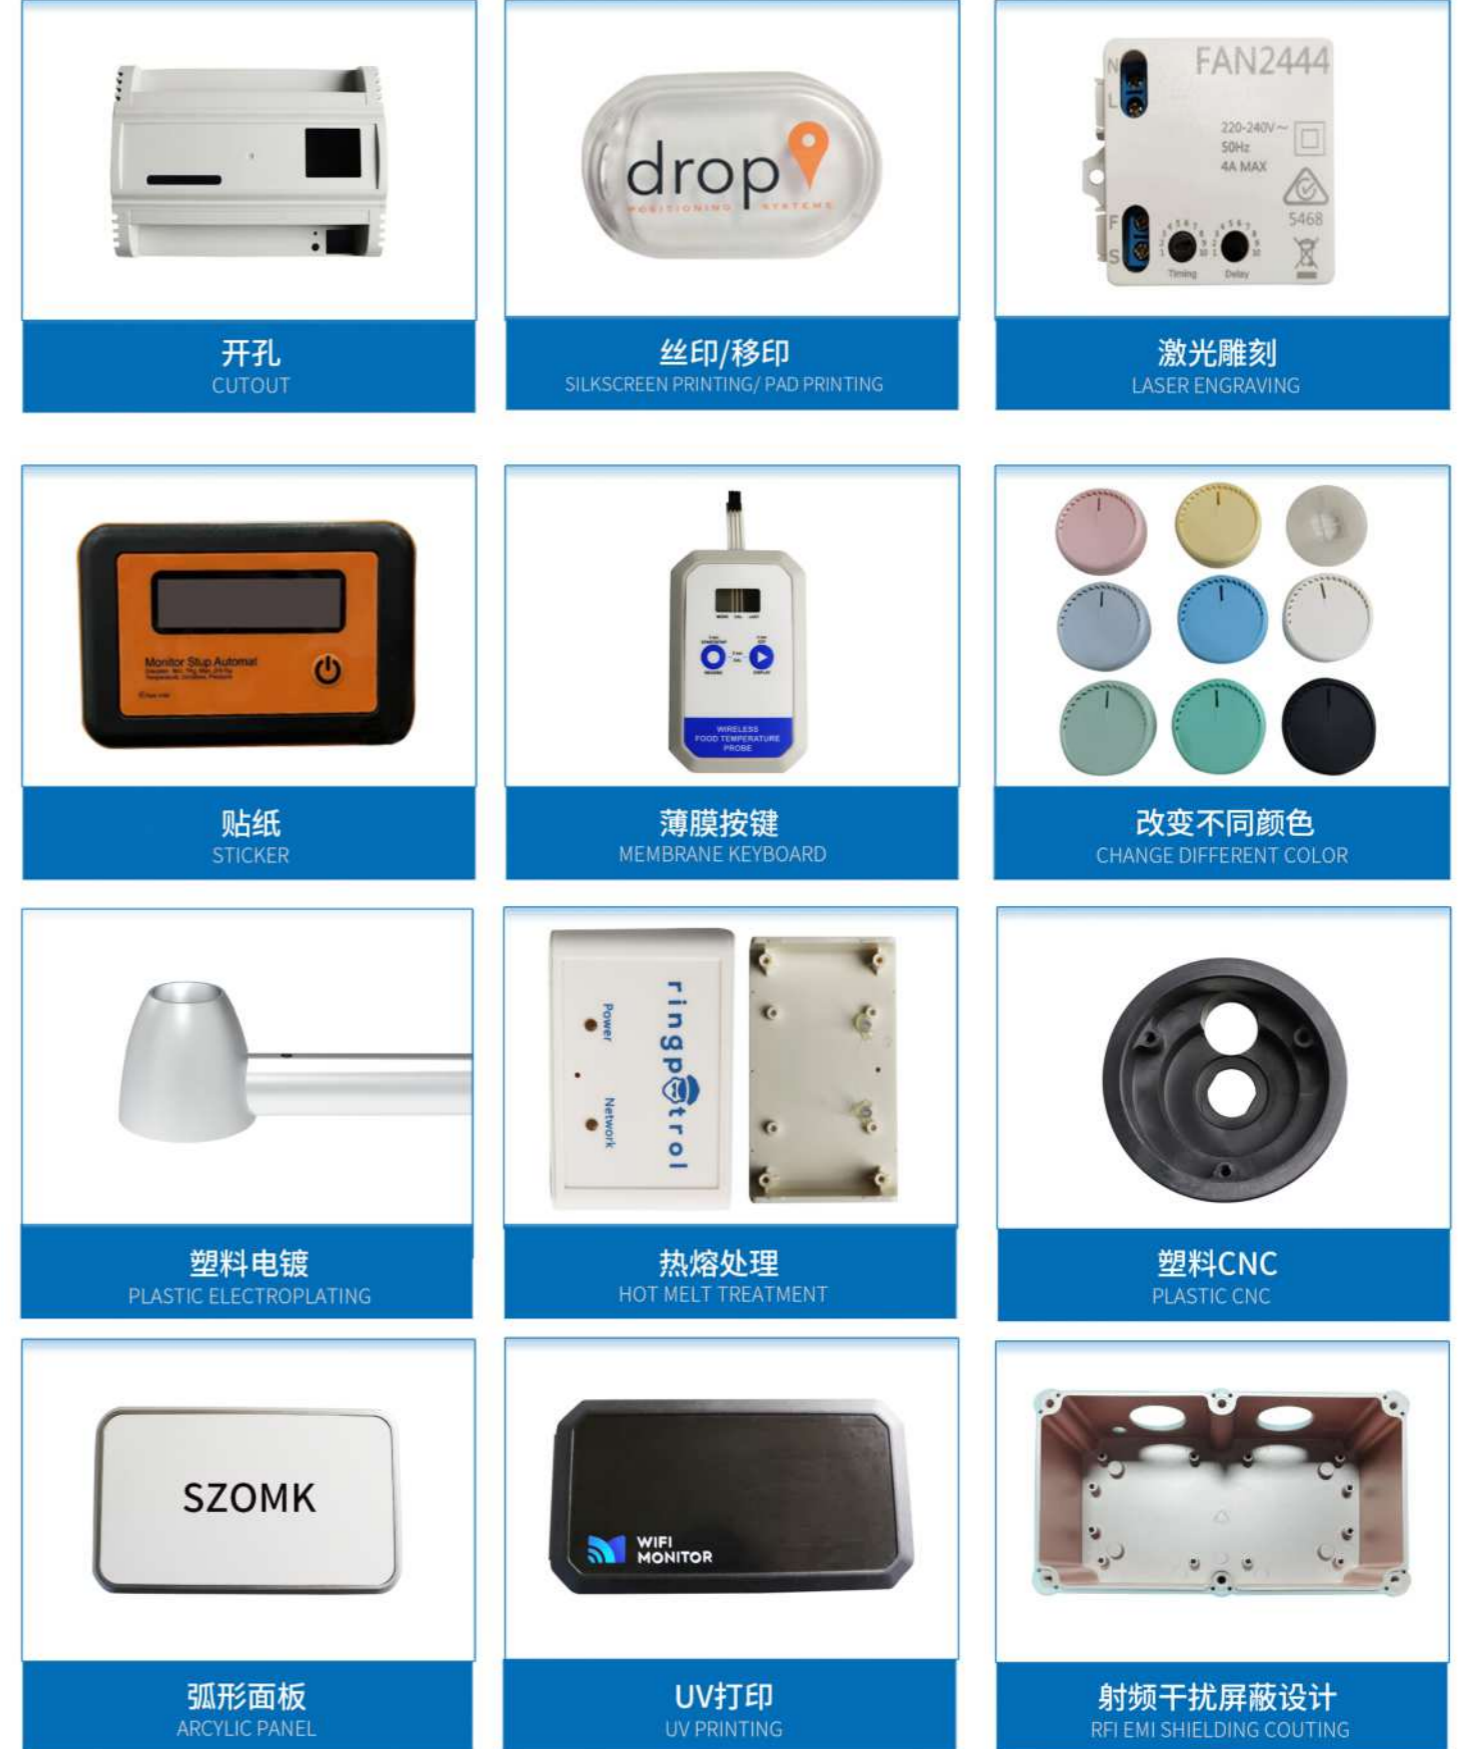 FAN2444
N
L
220-240V～
50Hz
4A MAX
5468
F
S
Timing
Delay
drop
POSITIONING SYSTEMS
开孔
CUTOUT
丝印/移印
SILKSCREEN PRINTING/ PAD PRINTING
激光雕刻
LASER ENGRAVING
Monitor Stup Automat
WIRELESS
FOOD TEMPERATURE
PROBE
贴纸
STICKER
薄膜按键
MEMBRANE KEYBOARD
改变不同颜色
CHANGE DIFFERENT COLOR
ringpatrol
Power
Network
塑料电镀
PLASTIC ELECTROPLATING
热熔处理
HOT MELT TREATMENT
塑料CNC
PLASTIC CNC
SZOMK
WIFI
MONITOR
弧形面板
ARCYLIC PANEL
UV打印
UV PRINTING
射频干扰屏蔽设计
RFI EMI SHIELDING COUTING